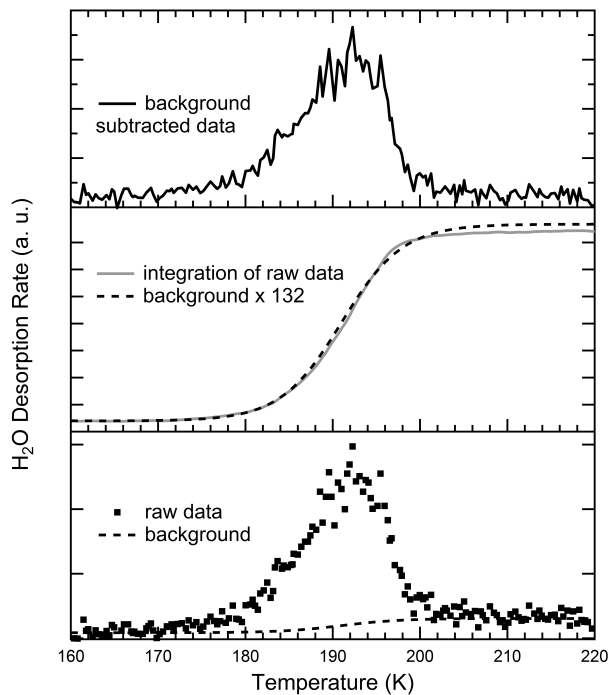 background
subtracted data
integration of raw data
background x 132
H₂O Desorption Rate (a. u.)
raw data
background
160 170 180 190 200 210 220
Temperature (K)